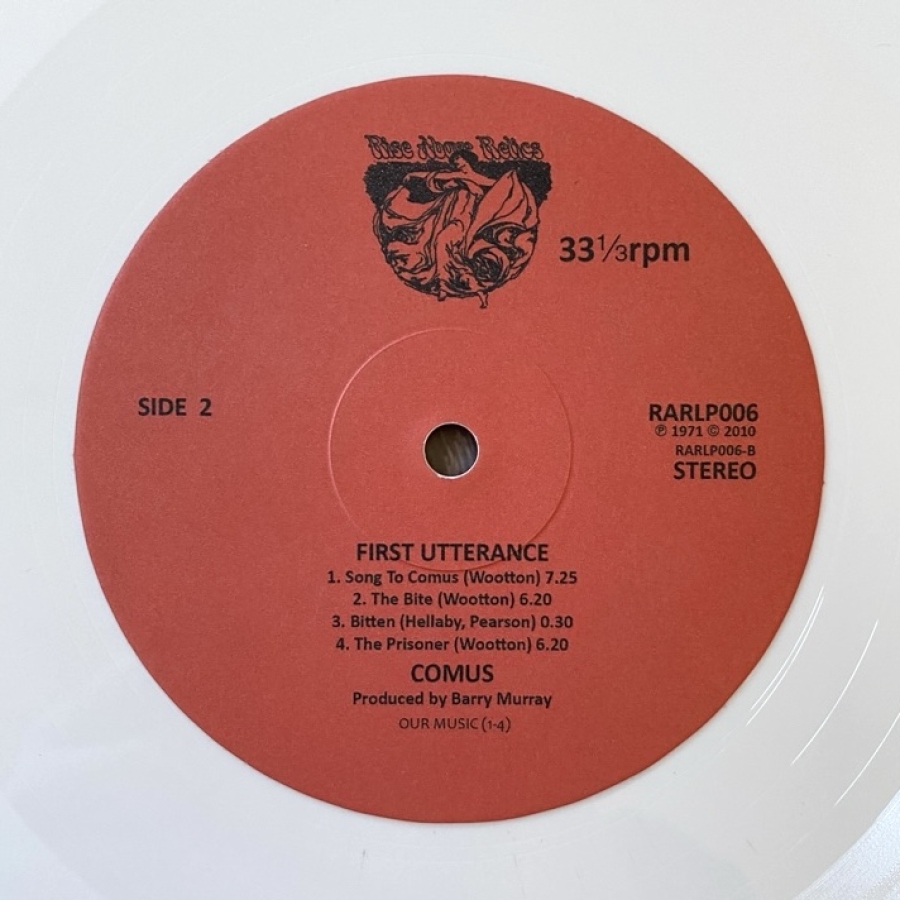 Rise Above Relics
33⅓rpm
SIDE 2
RARLP006
℗ 1971 © 2010
RARLP006-B
STEREO
FIRST UTTERANCE
1. Song To Comus (Wootton) 7.25
2. The Bite (Wootton) 6.20
3. Bitten (Hellaby, Pearson) 0.30
4. The Prisoner (Wootton) 6.20
COMUS
Produced by Barry Murray
OUR MUSIC (1-4)